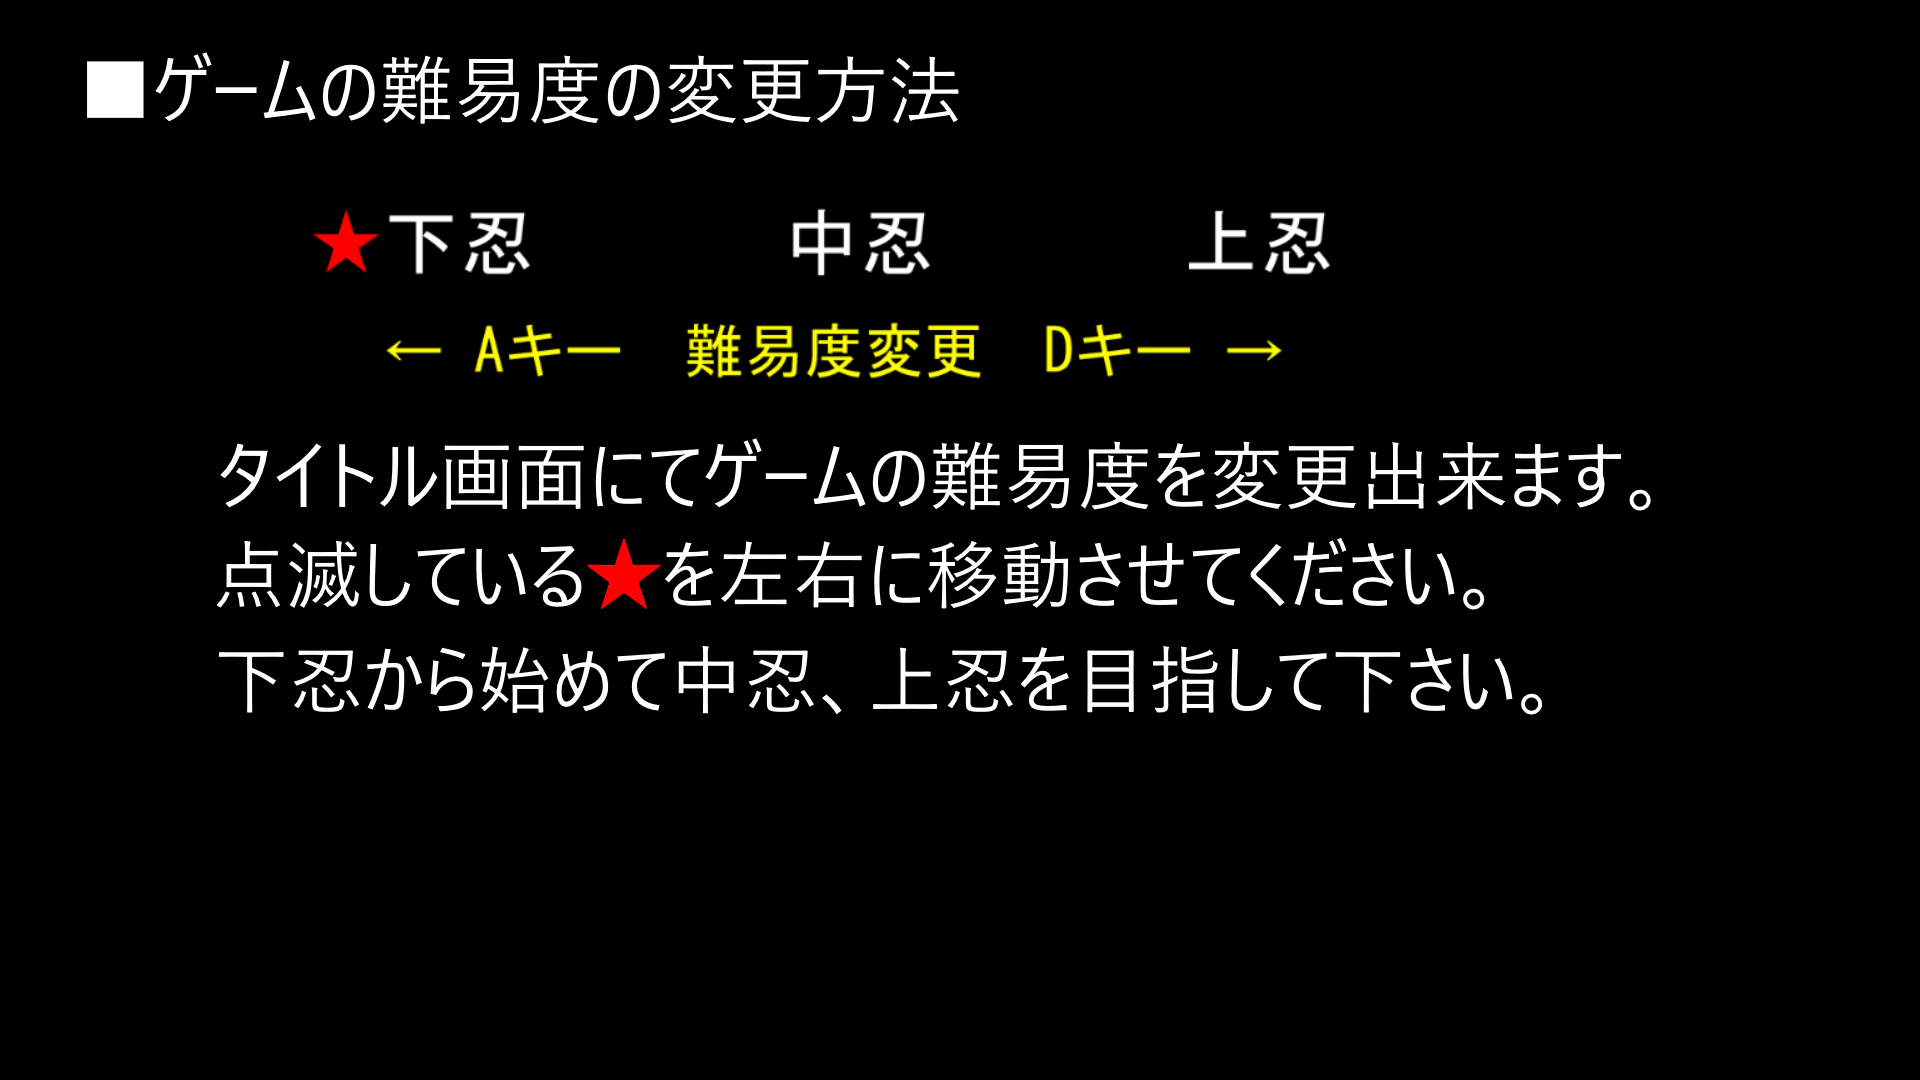 ■ゲームの難易度の変更方法
★下忍　中忍　上忍
← Aキー　難易度変更　Dキー →
タイトル画面にてゲームの難易度を変更出来ます。
点滅している★を左右に移動させてください。
下忍から始めて中忍、上忍を目指して下さい。